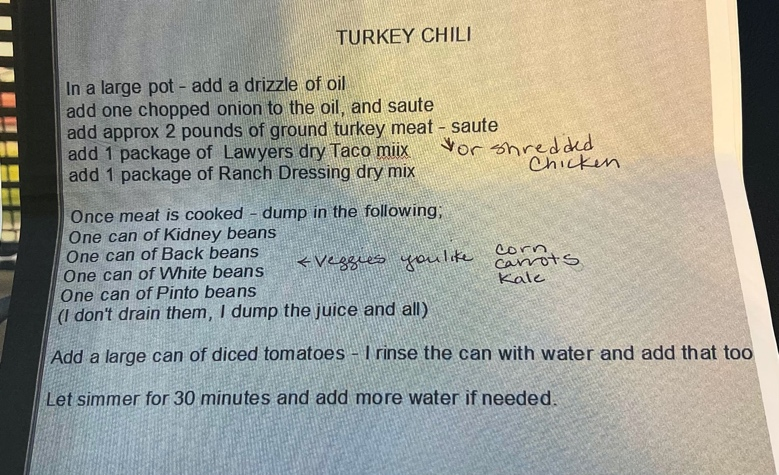 TURKEY CHILI
In a large pot - add a drizzle of oil
add one chopped onion to the oil, and saute
add approx 2 pounds of ground turkey meat - saute
add 1 package of Lawyers dry Taco miix
or shredded
Chicken
add 1 package of Ranch Dressing dry mix
Once meat is cooked - dump in the following;
One can of Kidney beans
One can of Back beans
One can of White beans
One can of Pinto beans
← veggies you like
corn
carrots
Kale
(I don't drain them, I dump the juice and all)
Add a large can of diced tomatoes - I rinse the can with water and add that too
Let simmer for 30 minutes and add more water if needed.